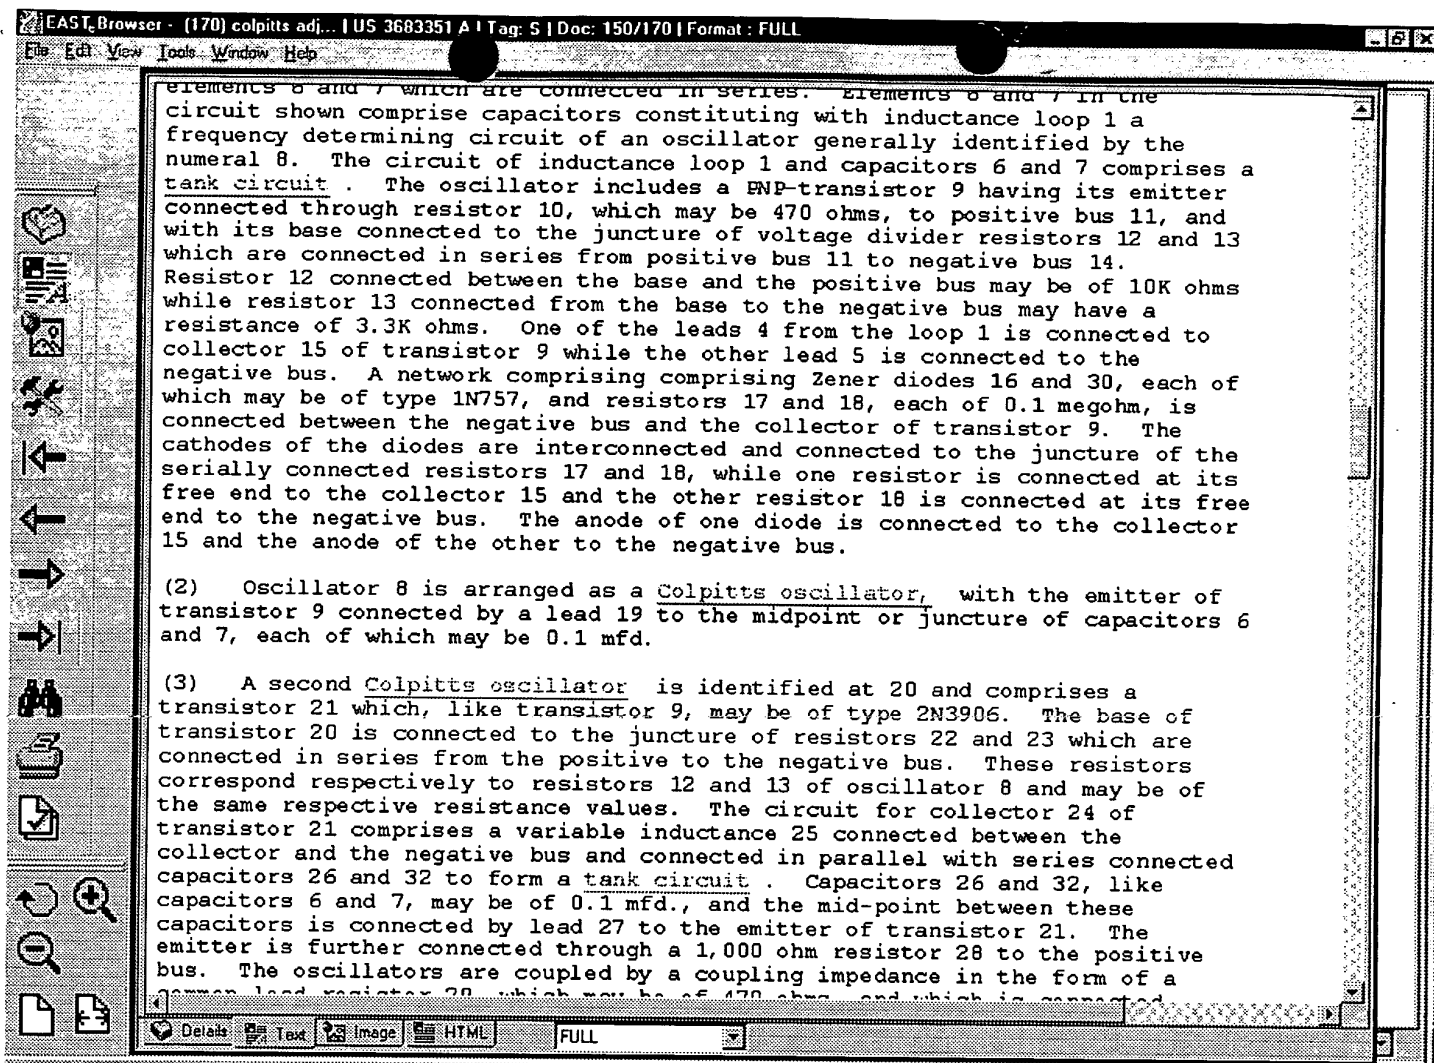 EAST Browser - (170) colpitts adj... | US 3683351 A | Tag: S | Doc: 150/170 | Format : FULL
File Edit View Tools Window Help
elements 6 and 7 which are connected in series. Elements 6 and 7 in the
circuit shown comprise capacitors constituting with inductance loop 1 a
frequency determining circuit of an oscillator generally identified by the
numeral 8. The circuit of inductance loop 1 and capacitors 6 and 7 comprises a
tank circuit . The oscillator includes a PNP-transistor 9 having its emitter
connected through resistor 10, which may be 470 ohms, to positive bus 11, and
with its base connected to the juncture of voltage divider resistors 12 and 13
which are connected in series from positive bus 11 to negative bus 14.
Resistor 12 connected between the base and the positive bus may be of 10K ohms
while resistor 13 connected from the base to the negative bus may have a
resistance of 3.3K ohms. One of the leads 4 from the loop 1 is connected to
collector 15 of transistor 9 while the other lead 5 is connected to the
negative bus. A network comprising comprising Zener diodes 16 and 30, each of
which may be of type 1N757, and resistors 17 and 18, each of 0.1 megohm, is
connected between the negative bus and the collector of transistor 9. The
cathodes of the diodes are interconnected and connected to the juncture of the
serially connected resistors 17 and 18, while one resistor is connected at its
free end to the collector 15 and the other resistor 18 is connected at its free
end to the negative bus. The anode of one diode is connected to the collector
15 and the anode of the other to the negative bus.
(2) Oscillator 8 is arranged as a Colpitts oscillator, with the emitter of
transistor 9 connected by a lead 19 to the midpoint or juncture of capacitors 6
and 7, each of which may be 0.1 mfd.
(3) A second Colpitts oscillator is identified at 20 and comprises a
transistor 21 which, like transistor 9, may be of type 2N3906. The base of
transistor 20 is connected to the juncture of resistors 22 and 23 which are
connected in series from the positive to the negative bus. These resistors
correspond respectively to resistors 12 and 13 of oscillator 8 and may be of
the same respective resistance values. The circuit for collector 24 of
transistor 21 comprises a variable inductance 25 connected between the
collector and the negative bus and connected in parallel with series connected
capacitors 26 and 32 to form a tank circuit . Capacitors 26 and 32, like
capacitors 6 and 7, may be of 0.1 mfd., and the mid-point between these
capacitors is connected by lead 27 to the emitter of transistor 21. The
emitter is further connected through a 1,000 ohm resistor 28 to the positive
bus. The oscillators are coupled by a coupling impedance in the form of a
which may be of 470 ohms, and which is connected
Details Text Image HTML FULL